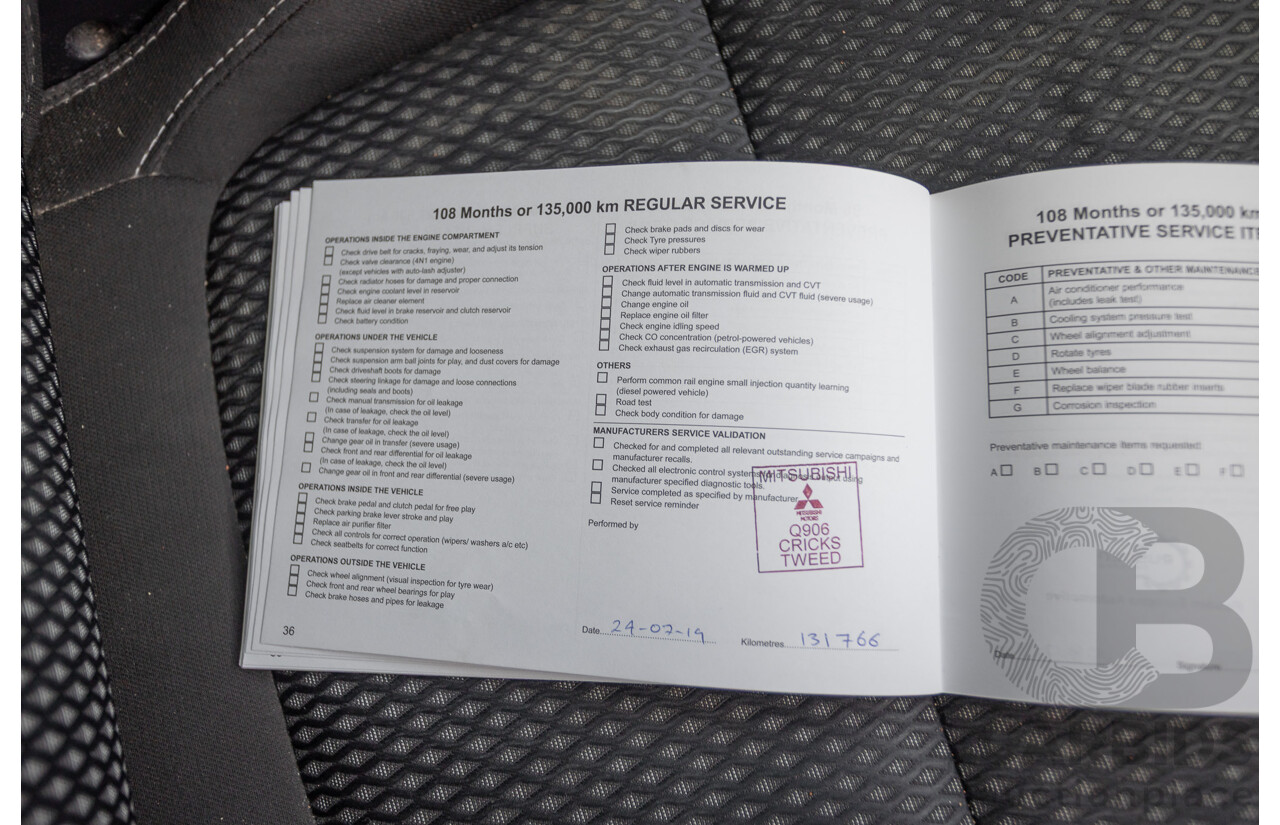 108 Months or 135,000 km REGULAR SERVICE
OPERATIONS INSIDE THE ENGINE COMPARTMENT
Check drive belt for cracks, fraying, wear, and adjust its tension
Check valve clearance (4N1 engine)
(except vehicles with auto-lash adjuster)
Check radiator hoses for damage and proper connection
Check engine coolant level in reservoir
Replace air cleaner element
Check fluid level in brake reservoir and clutch reservoir
Check battery condition
OPERATIONS UNDER THE VEHICLE
Check suspension system for damage and looseness
Check suspension arm ball joints for play, and dust covers for damage
Check driveshaft boots for damage
Check steering linkage for damage and loose connections
(including seals and boots)
Check manual transmission for oil leakage
(In case of leakage, check the oil level)
Check transfer for oil leakage
(In case of leakage, check the oil level)
Change gear oil in transfer (severe usage)
Check front and rear differential for oil leakage
(In case of leakage, check the oil level)
Change gear oil in front and rear differential (severe usage)
OPERATIONS INSIDE THE VEHICLE
Check brake pedal and clutch pedal for free play
Check parking brake lever stroke and play
Replace air purifier filter
Check all controls for correct operation (wipers/ washers a/c etc)
Check seatbelts for correct function
OPERATIONS OUTSIDE THE VEHICLE
Check wheel alignment (visual inspection for tyre wear)
Check front and rear wheel bearings for play
Check brake hoses and pipes for leakage
36
Check brake pads and discs for wear
Check Tyre pressures
Check wiper rubbers
OPERATIONS AFTER ENGINE IS WARMED UP
Check fluid level in automatic transmission and CVT
Change automatic transmission fluid and CVT fluid (severe usage)
Change engine oil
Replace engine oil filter
Check engine idling speed
Check CO concentration (petrol-powered vehicles)
Check exhaust gas recirculation (EGR) system
OTHERS
Perform common rail engine small injection quantity learning
(diesel powered vehicle)
Road test
Check body condition for damage
MANUFACTURERS SERVICE VALIDATION
Checked for and completed all relevant outstanding service campaigns and
manufacturer recalls.
Checked all electronic control systems using
manufacturer specified diagnostic tools.
Service completed as specified by manufacturer
Reset service reminder
Performed by
MITSUBISHI
MITSUBISHI
MOTORS
Q906
CRICKS
TWEED
Date 24-07-19
Kilometres 131766
108 Months or 135,000 km
PREVENTATIVE SERVICE
CODE PREVENTATIVE & OTHER MAINTENANCE
A Air conditioner performance
(includes leak test)
B Cooling system pressure test
C Wheel alignment adjustment
D Rotate tyres
E Wheel balance
F Replace wiper blade rubber inserts
G Corrosion inspection
Preventative maintenance items requested:
A B C D E F
Date
CB